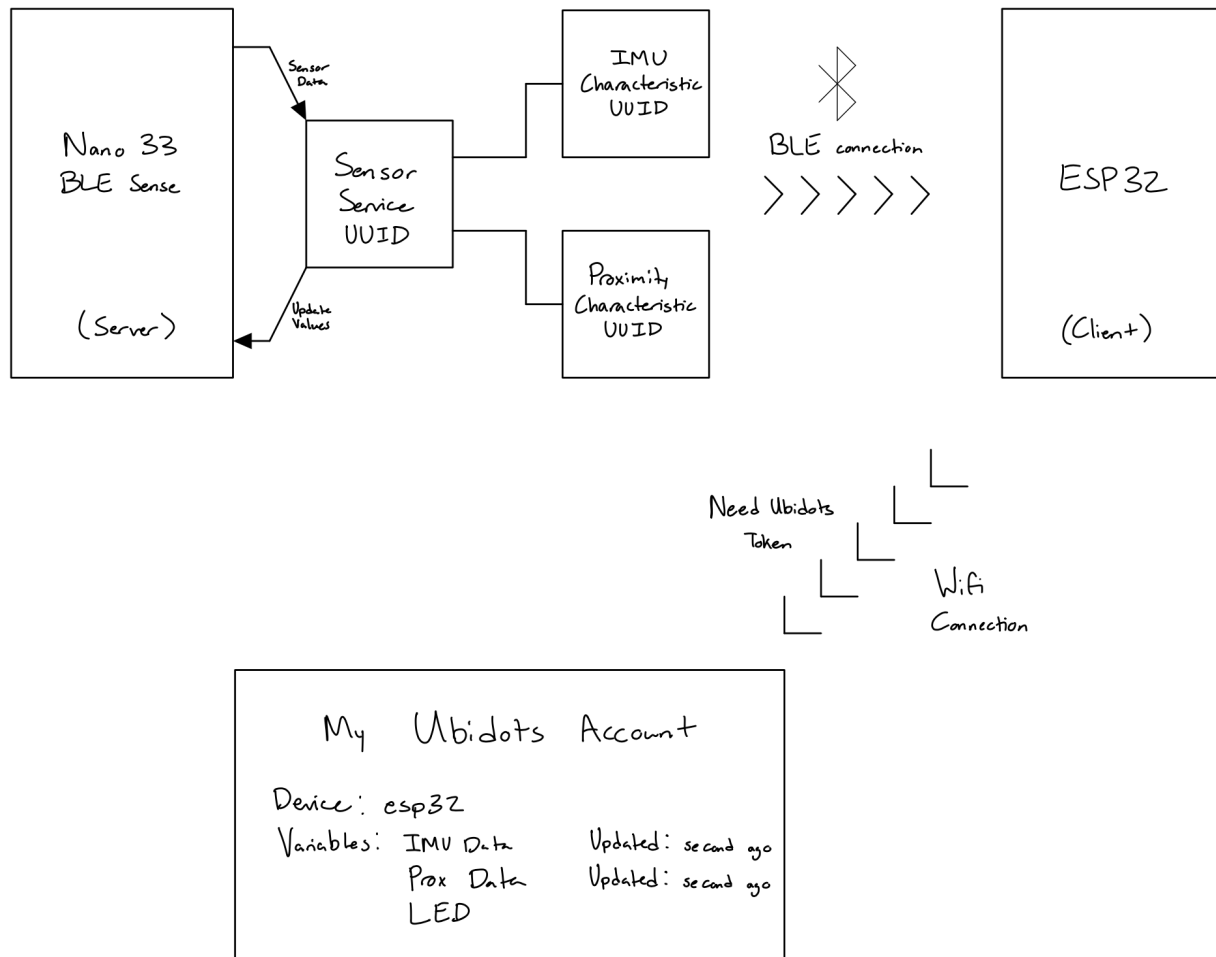 Nano 33
BLE Sense
(Server)
Sensor
Data
Update
Values
Sensor
Service
UUID
IMU
Characteristic
UUID
Proximity
Characteristic
UUID
BLE connection
ESP32
(Client)
Need Ubidots
Token
Wifi
Connection
My Ubidots Account
Device: esp32
Variables: IMU Data Updated: second ago
Prox Data Updated: second ago
LED